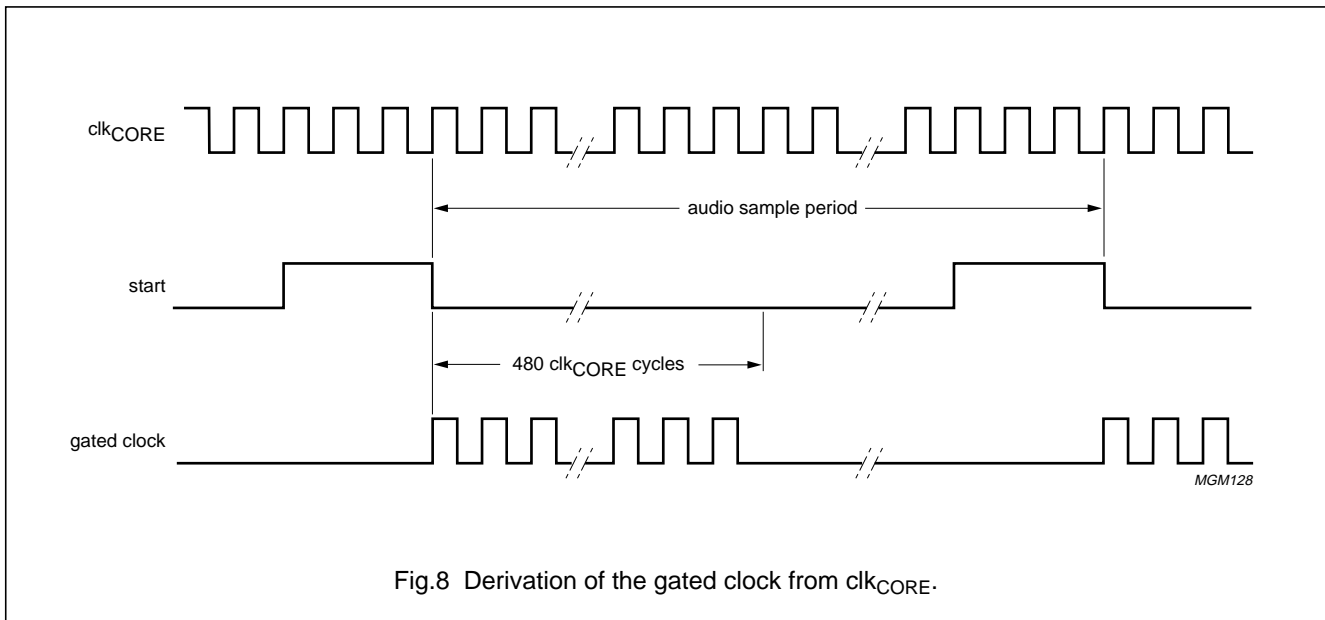 clkCORE
audio sample period
start
480 clkCORE cycles
gated clock
MGM128
Fig.8 Derivation of the gated clock from clkCORE.